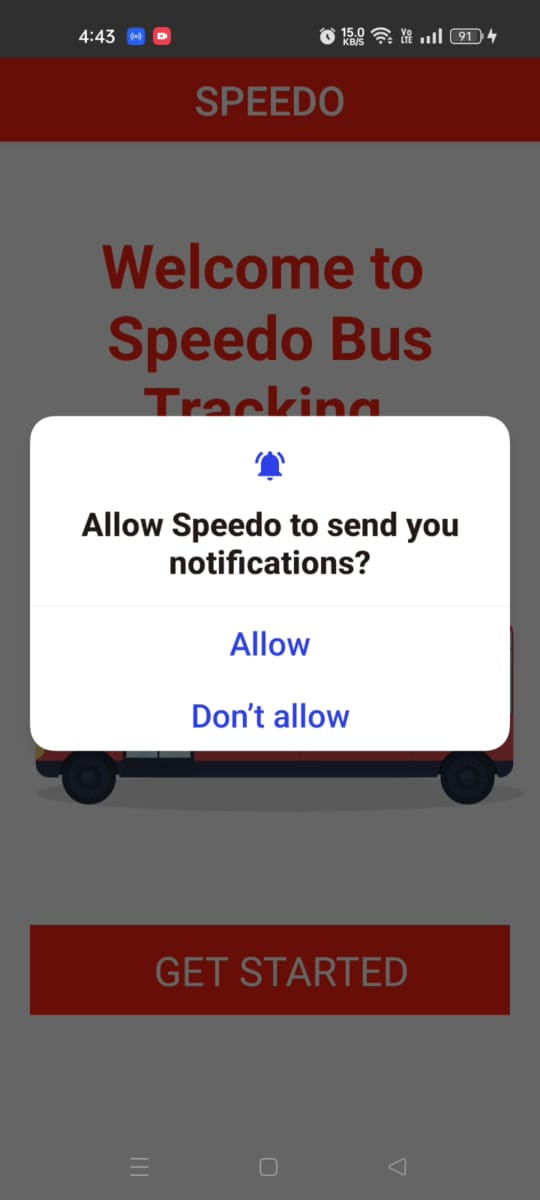 4:43 15.0 KB/S Vo LTE 91
SPEEDO
Welcome to
Speedo Bus
Tracking
Allow Speedo to send you
notifications?
Allow
Don’t allow
GET STARTED